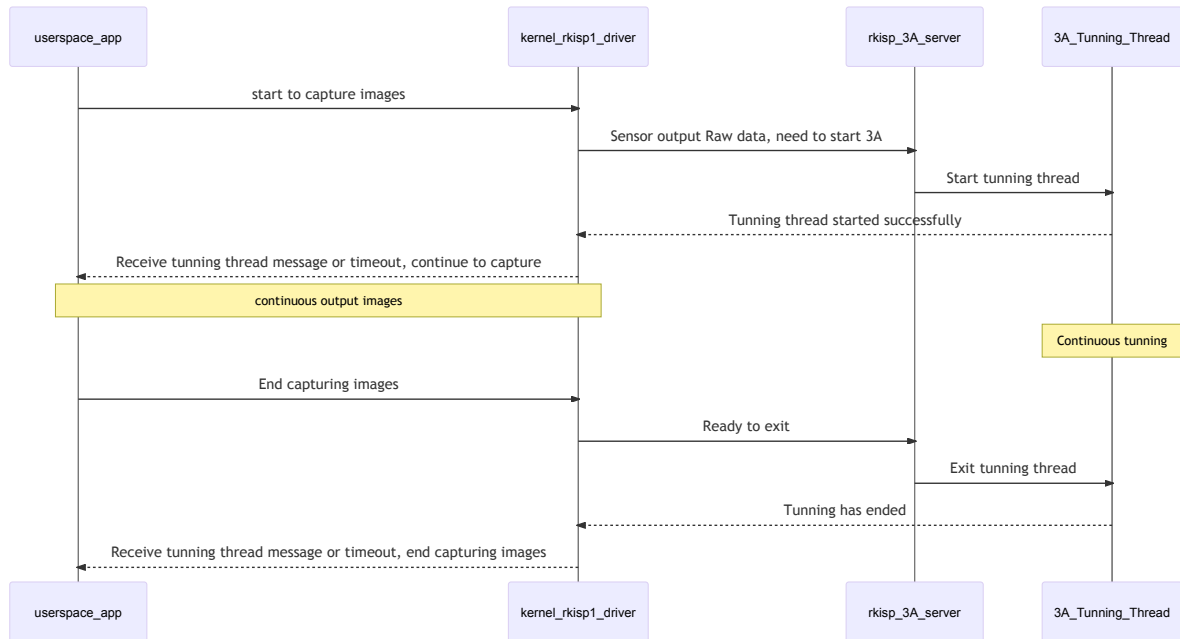 userspace_app
kernel_rkisp1_driver
rkisp_3A_server
3A_Tunning_Thread
start to capture images
Sensor output Raw data, need to start 3A
Start tunning thread
Tunning thread started successfully
Receive tunning thread message or timeout, continue to capture
continuous output images
Continuous tunning
End capturing images
Ready to exit
Exit tunning thread
Tunning has ended
Receive tunning thread message or timeout, end capturing images
userspace_app
kernel_rkisp1_driver
rkisp_3A_server
3A_Tunning_Thread